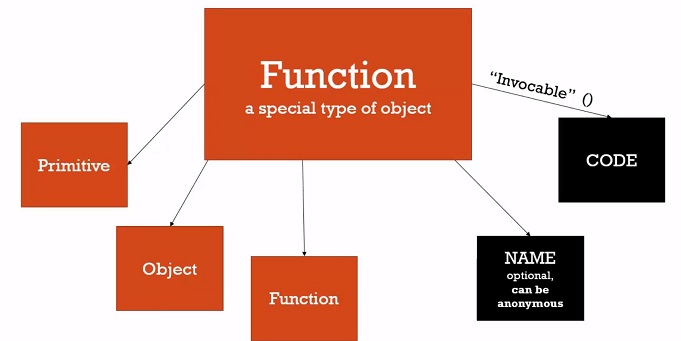 Function
a special type of object
"Invocable" ()
Primitive
CODE
Object
Function
NAME
optional,
can be
anonymous